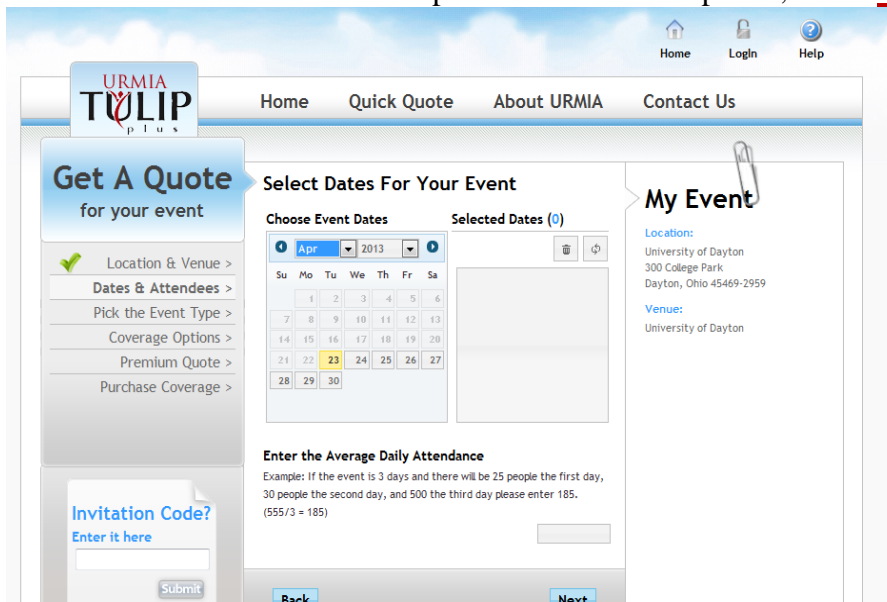 Home LogIn Help
URMIA
TULIP
plus
Home Quick Quote About URMIA Contact Us
Get A Quote
for your event
Location & Venue >
Dates & Attendees >
Pick the Event Type >
Coverage Options >
Premium Quote >
Purchase Coverage >
Invitation Code?
Enter it here
Submit
Select Dates For Your Event
Choose Event Dates Selected Dates (0)
Apr 2013
Su Mo Tu We Th Fr Sa
1 2 3 4 5 6
7 8 9 10 11 12 13
14 15 16 17 18 19 20
21 22 23 24 25 26 27
28 29 30
Enter the Average Daily Attendance
Example: If the event is 3 days and there will be 25 people the first day,
30 people the second day, and 500 the third day please enter 185.
(555/3 = 185)
Back Next
My Event
Location:
University of Dayton
300 College Park
Dayton, Ohio 45469-2959
Venue:
University of Dayton